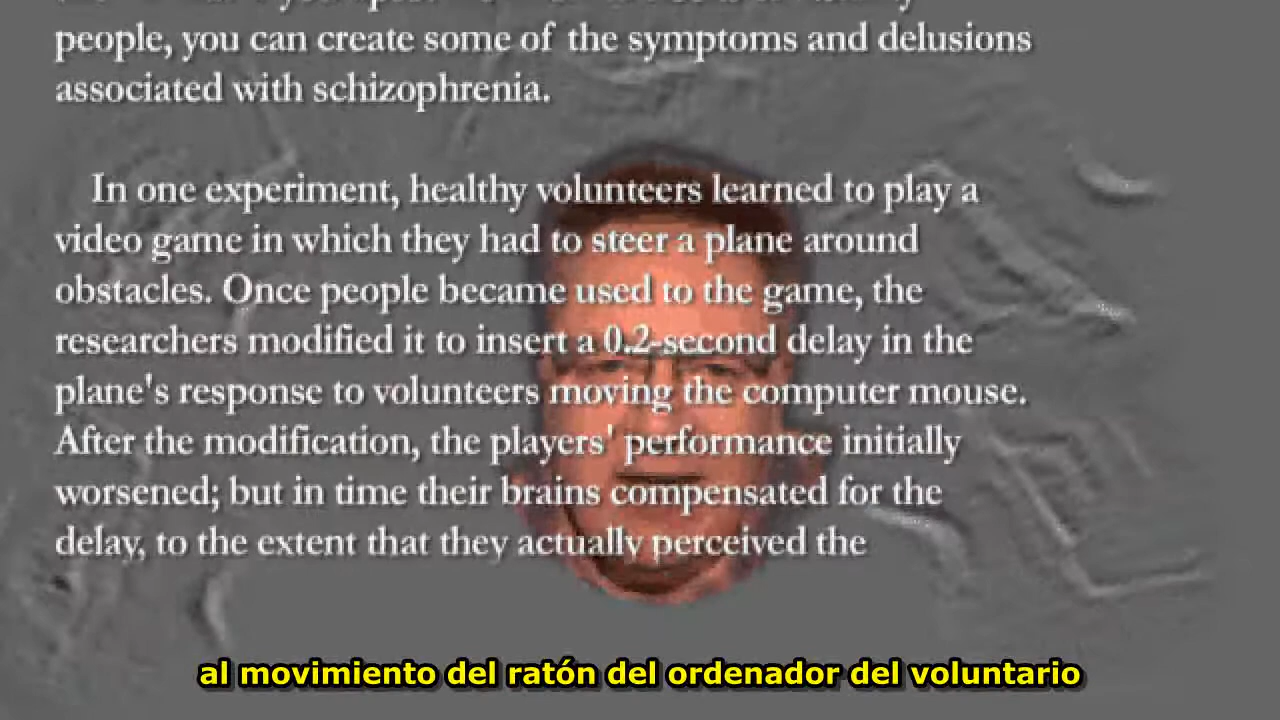 people, you can create some of the symptoms and delusions
associated with schizophrenia.
In one experiment, healthy volunteers learned to play a
video game in which they had to steer a plane around
obstacles. Once people became used to the game, the
researchers modified it to insert a 0.2-second delay in the
plane's response to volunteers moving the computer mouse.
After the modification, the players' performance initially
worsened; but in time their brains compensated for the
delay, to the extent that they actually perceived the
al movimiento del ratón del ordenador del voluntario